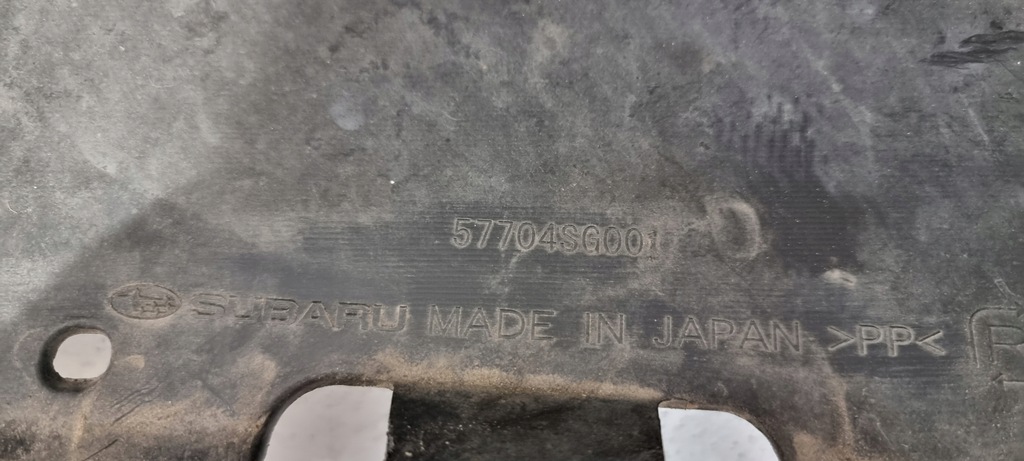 57704SG001
SUBARU MADE IN JAPAN >PP<